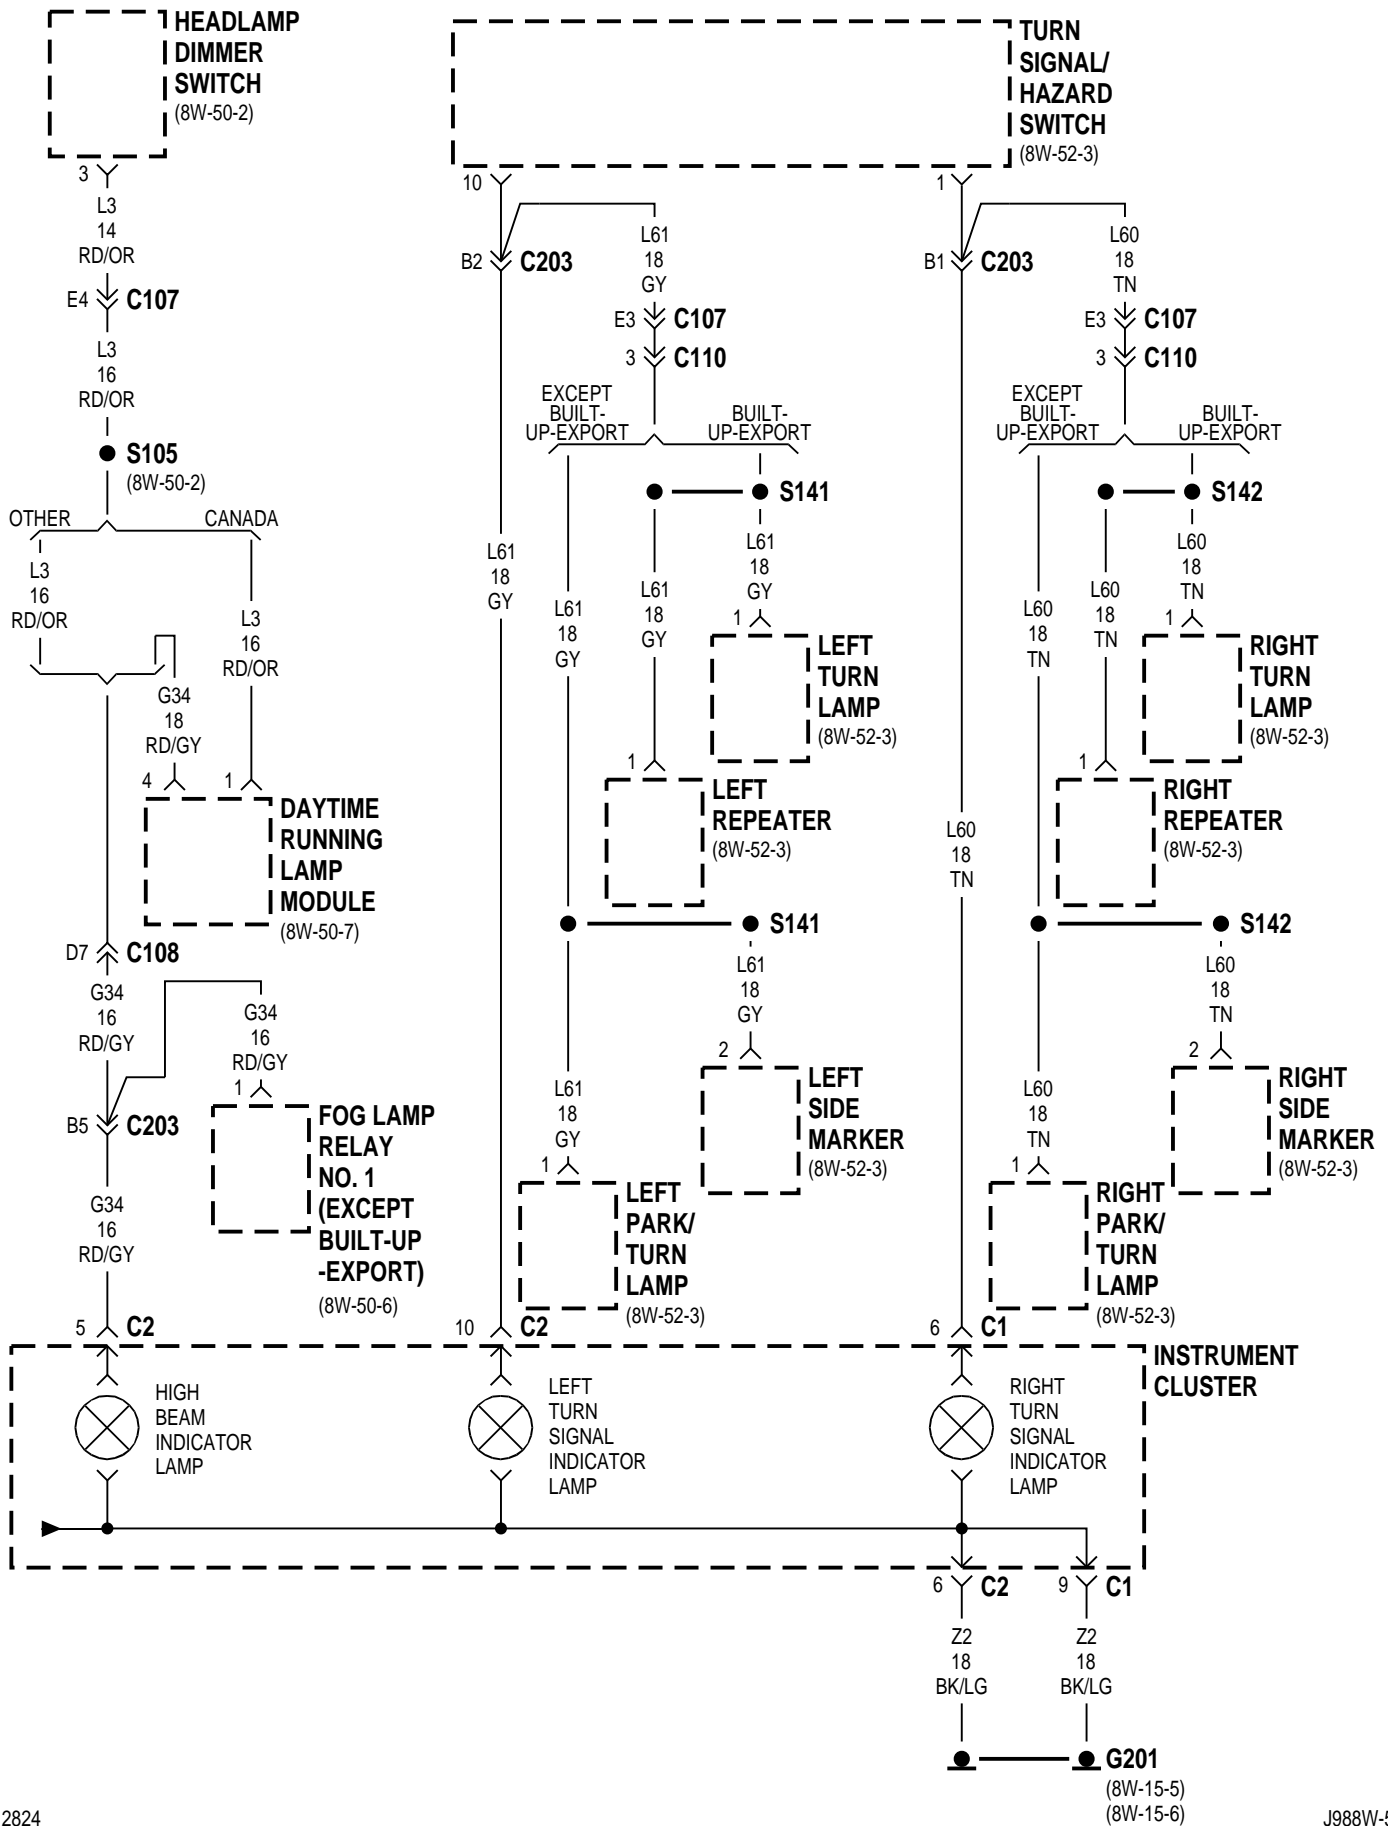 HEADLAMP
DIMMER
SWITCH
(8W-50-2)
3
L3
14
RD/OR
E4
C107
L3
16
RD/OR
S105
(8W-50-2)
OTHER
CANADA
L3
16
RD/OR
L3
16
RD/OR
G34
18
RD/GY
4
1
DAYTIME
RUNNING
LAMP
MODULE
(8W-50-7)
D7
C108
G34
16
RD/GY
G34
16
RD/GY
1
B5
C203
FOG LAMP
RELAY
NO. 1
(EXCEPT
BUILT-UP
-EXPORT)
(8W-50-6)
G34
16
RD/GY
5
C2
TURN
SIGNAL/
HAZARD
SWITCH
(8W-52-3)
10
B2
C203
L61
18
GY
L61
18
GY
E3
C107
3
C110
EXCEPT
BUILT-
UP-EXPORT
BUILT-
UP-EXPORT
S141
L61
18
GY
L61
18
GY
L61
18
GY
1
LEFT
TURN
LAMP
(8W-52-3)
1
LEFT
REPEATER
(8W-52-3)
S141
L61
18
GY
2
LEFT
SIDE
MARKER
(8W-52-3)
L61
18
GY
1
LEFT
PARK/
TURN
LAMP
(8W-52-3)
10
C2
1
B1
C203
L60
18
TN
L60
18
TN
E3
C107
3
C110
EXCEPT
BUILT-
UP-EXPORT
BUILT-
UP-EXPORT
S142
L60
18
TN
L60
18
TN
L60
18
TN
1
RIGHT
TURN
LAMP
(8W-52-3)
1
RIGHT
REPEATER
(8W-52-3)
S142
L60
18
TN
2
RIGHT
SIDE
MARKER
(8W-52-3)
L60
18
TN
1
RIGHT
PARK/
TURN
LAMP
(8W-52-3)
6
C1
INSTRUMENT
CLUSTER
HIGH
BEAM
INDICATOR
LAMP
LEFT
TURN
SIGNAL
INDICATOR
LAMP
RIGHT
TURN
SIGNAL
INDICATOR
LAMP
6
C2
9
C1
Z2
18
BK/LG
Z2
18
BK/LG
G201
(8W-15-5)
(8W-15-6)
2824
J988W-5